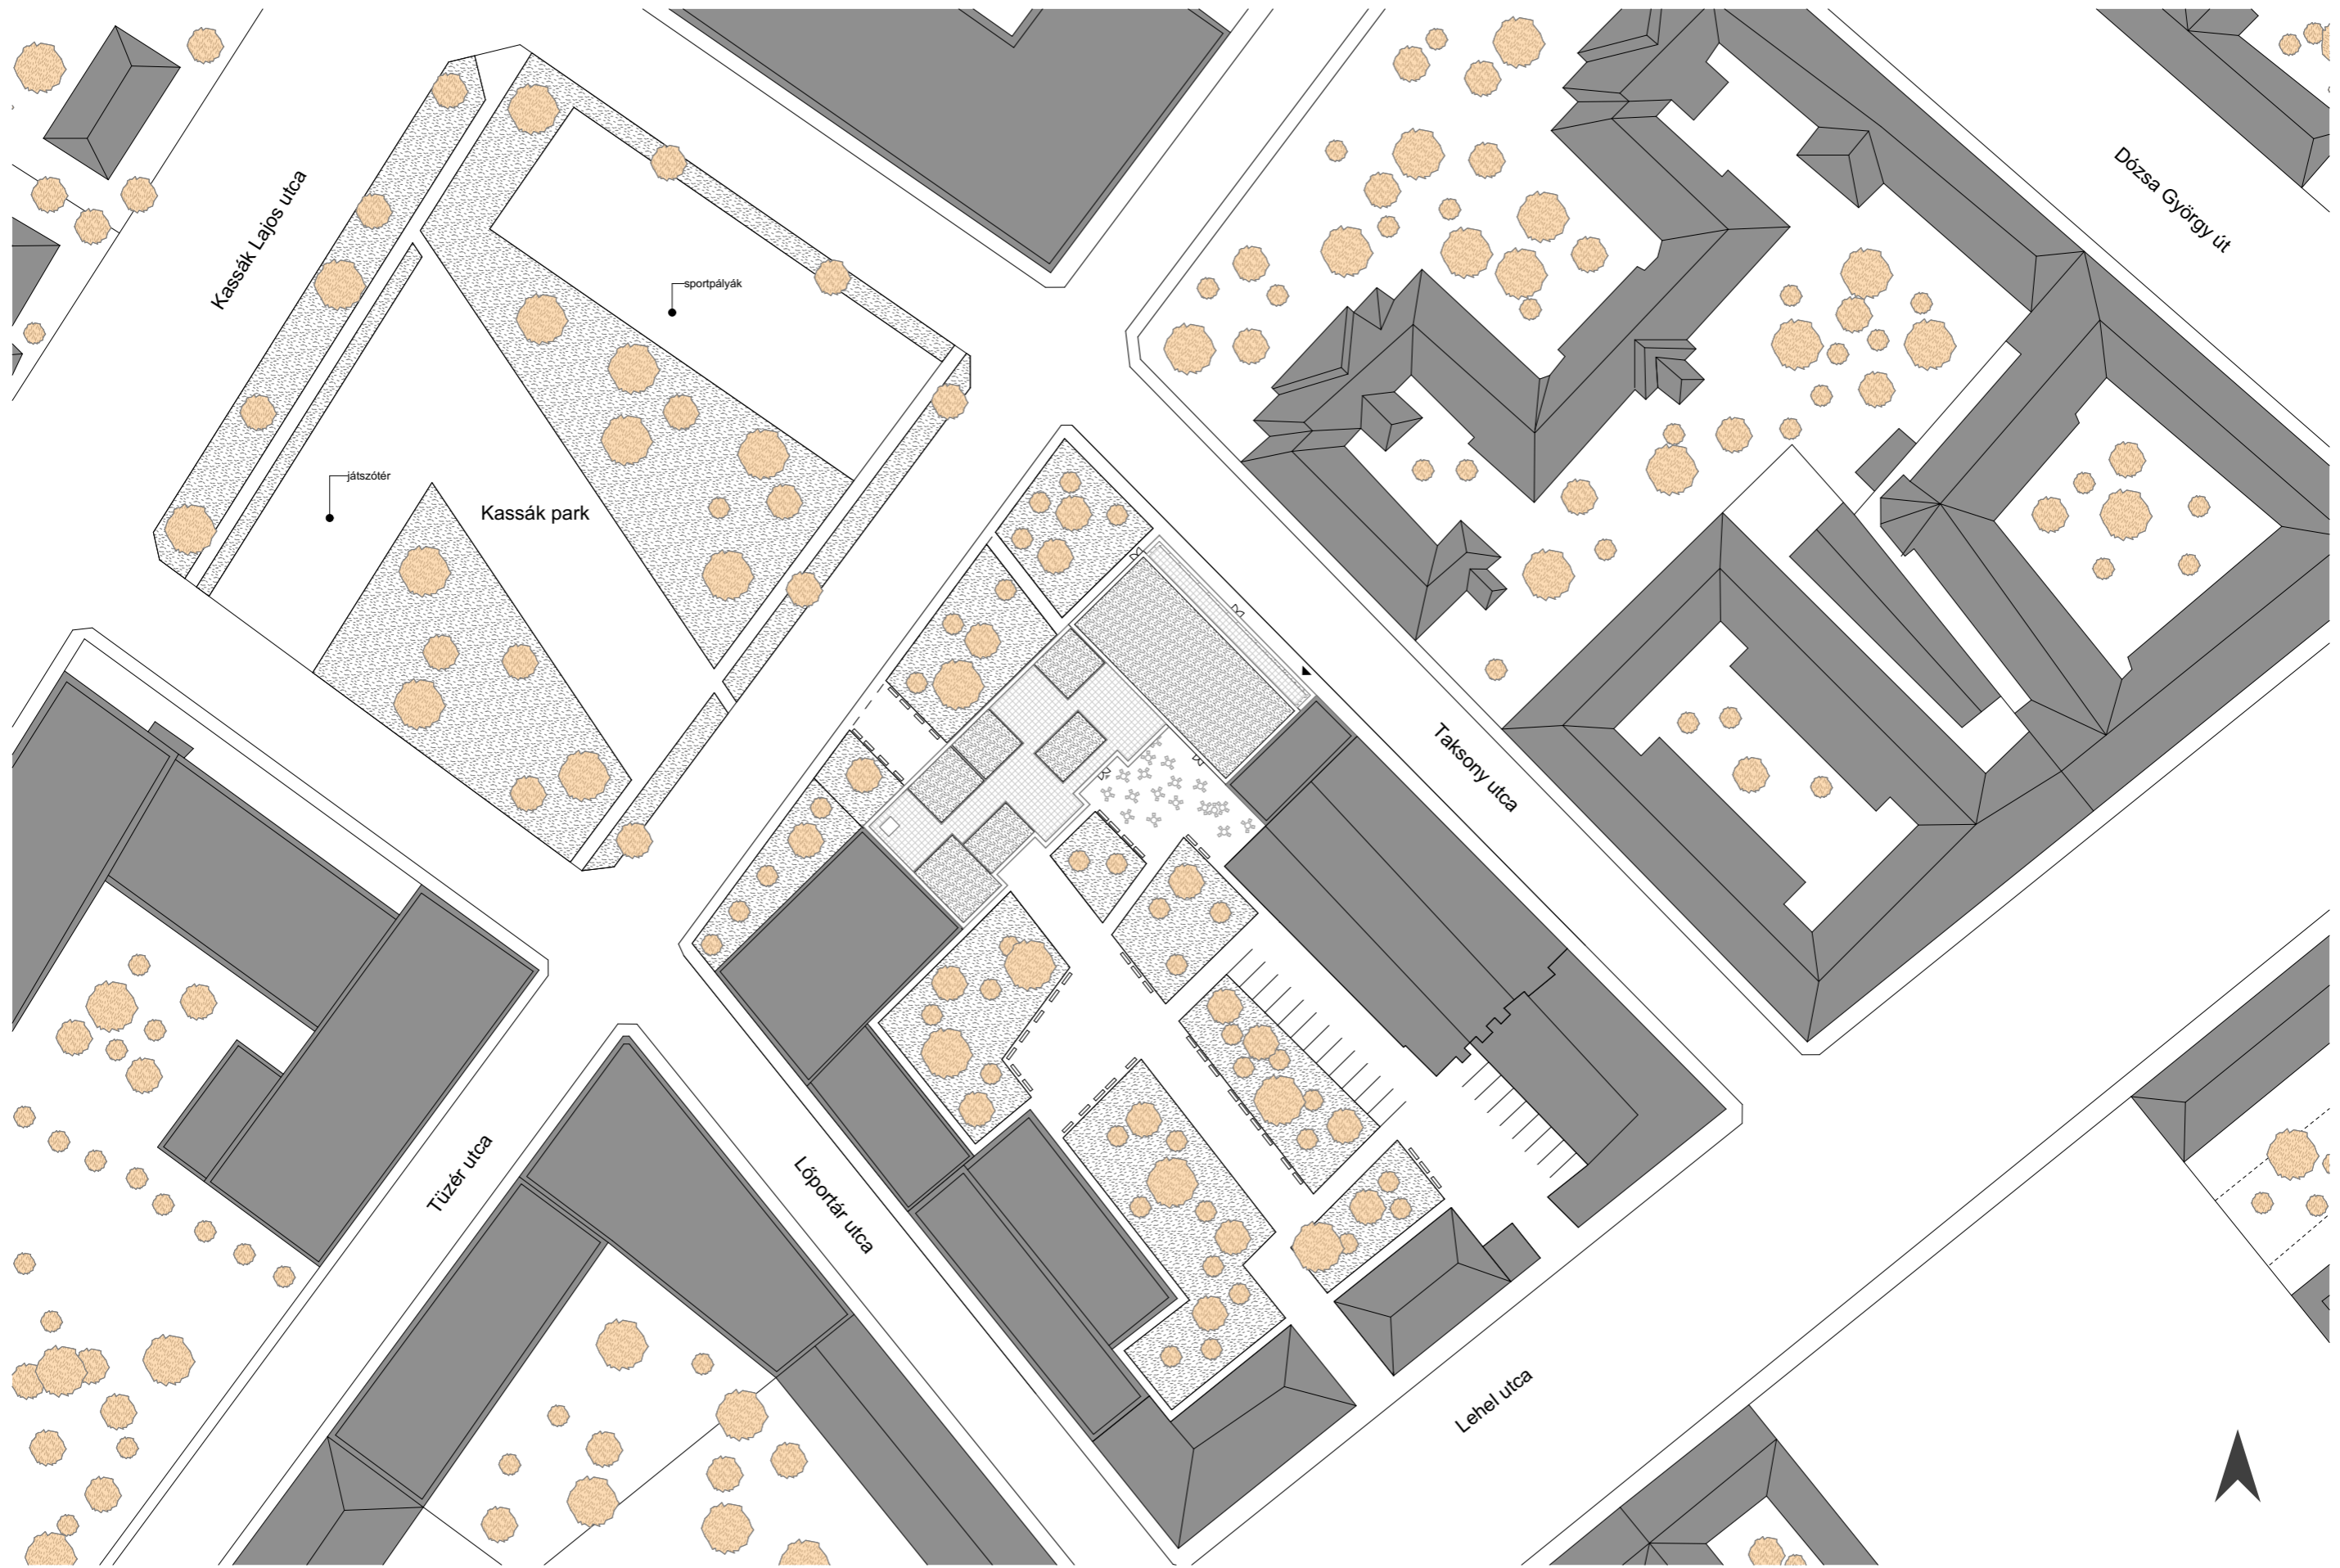 Dózsa György út
Kassák Lajos utca
sportpályák
játszótér
Kassák park
Taksony utca
Tüzér utca
Lőportár utca
Lehel utca